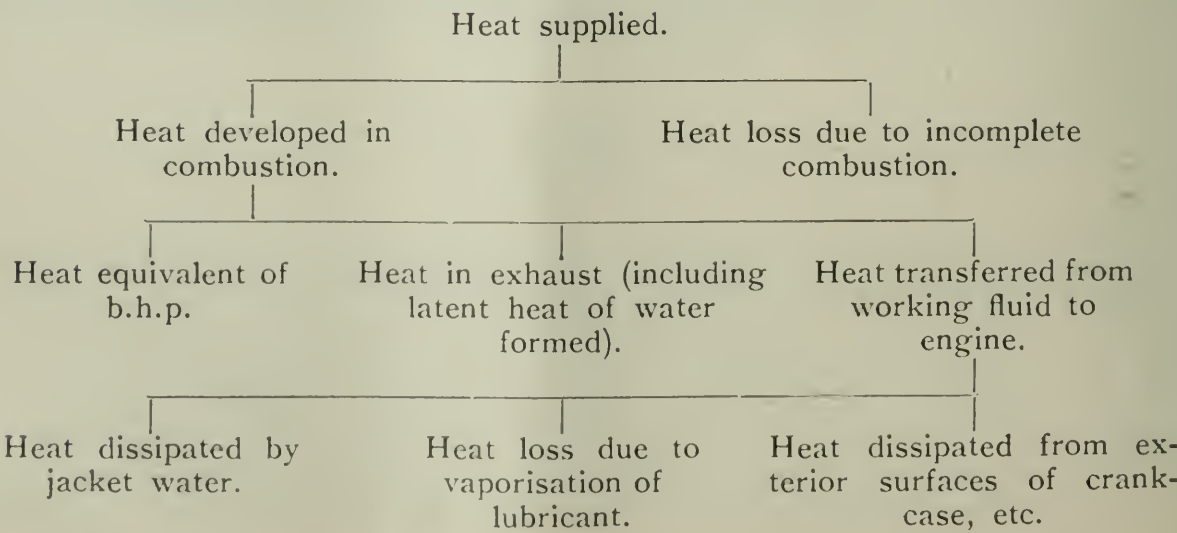 Heat supplied.
Heat developed in
combustion.
Heat loss due to incomplete
combustion.
Heat equivalent of
b.h.p.
Heat in exhaust (including
latent heat of water
formed).
Heat transferred from
working fluid to
engine.
Heat dissipated by
jacket water.
Heat loss due to
vaporisation of
lubricant.
Heat dissipated from ex-
terior surfaces of crank-
case, etc.